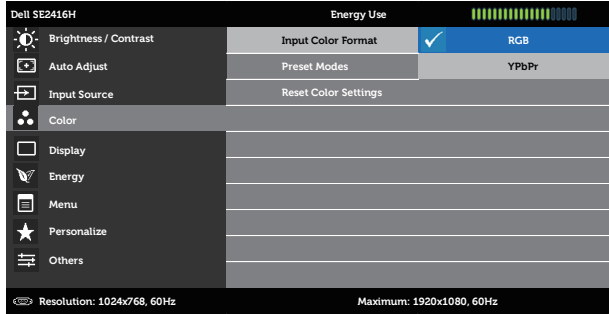 Dell SE2416H Energy Use
Brightness / Contrast Input Color Format RGB
Auto Adjust Preset Modes YPbPr
Input Source Reset Color Settings
Color
Display
Energy
Menu
Personalize
Others
Resolution: 1024x768, 60Hz Maximum: 1920x1080, 60Hz